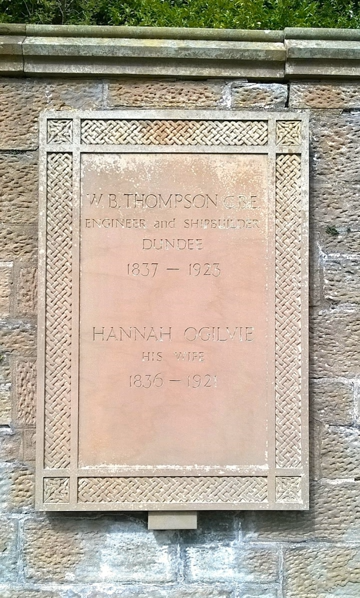 W.B. THOMPSON C.B.E.
ENGINEER and SHIPBUILDER
DUNDEE
1837 — 1923
HANNAH OGILVIE
HIS WIFE
1836 — 1921